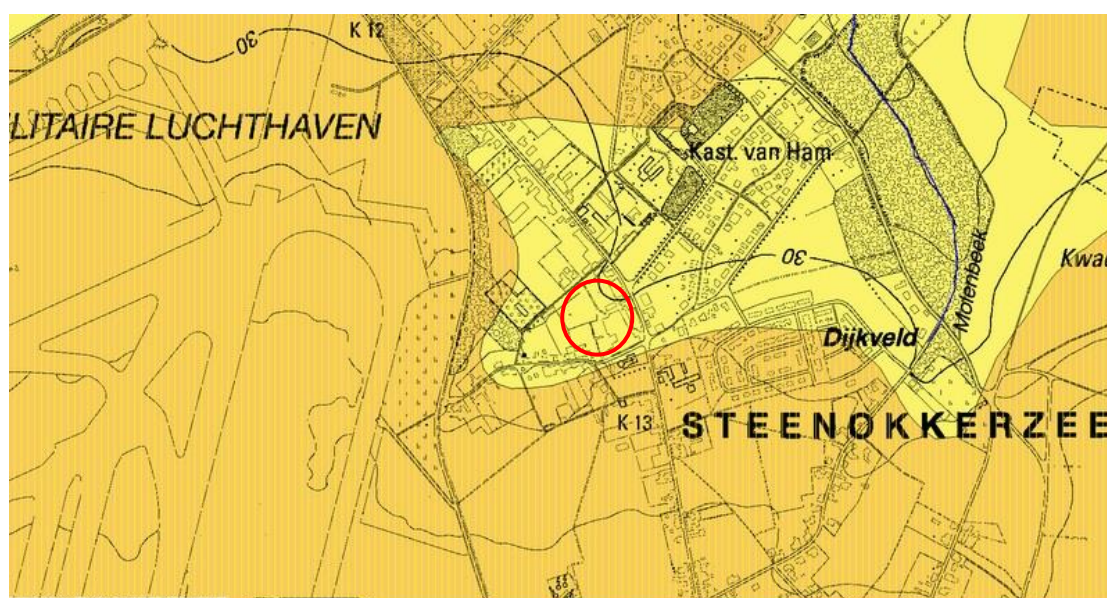 K 12
30
LITAIRE LUCHTHAVEN
Kast. van Ham
30
Kwa
Molenbeek
Dijkveld
K 13
STEENOKKERZEE